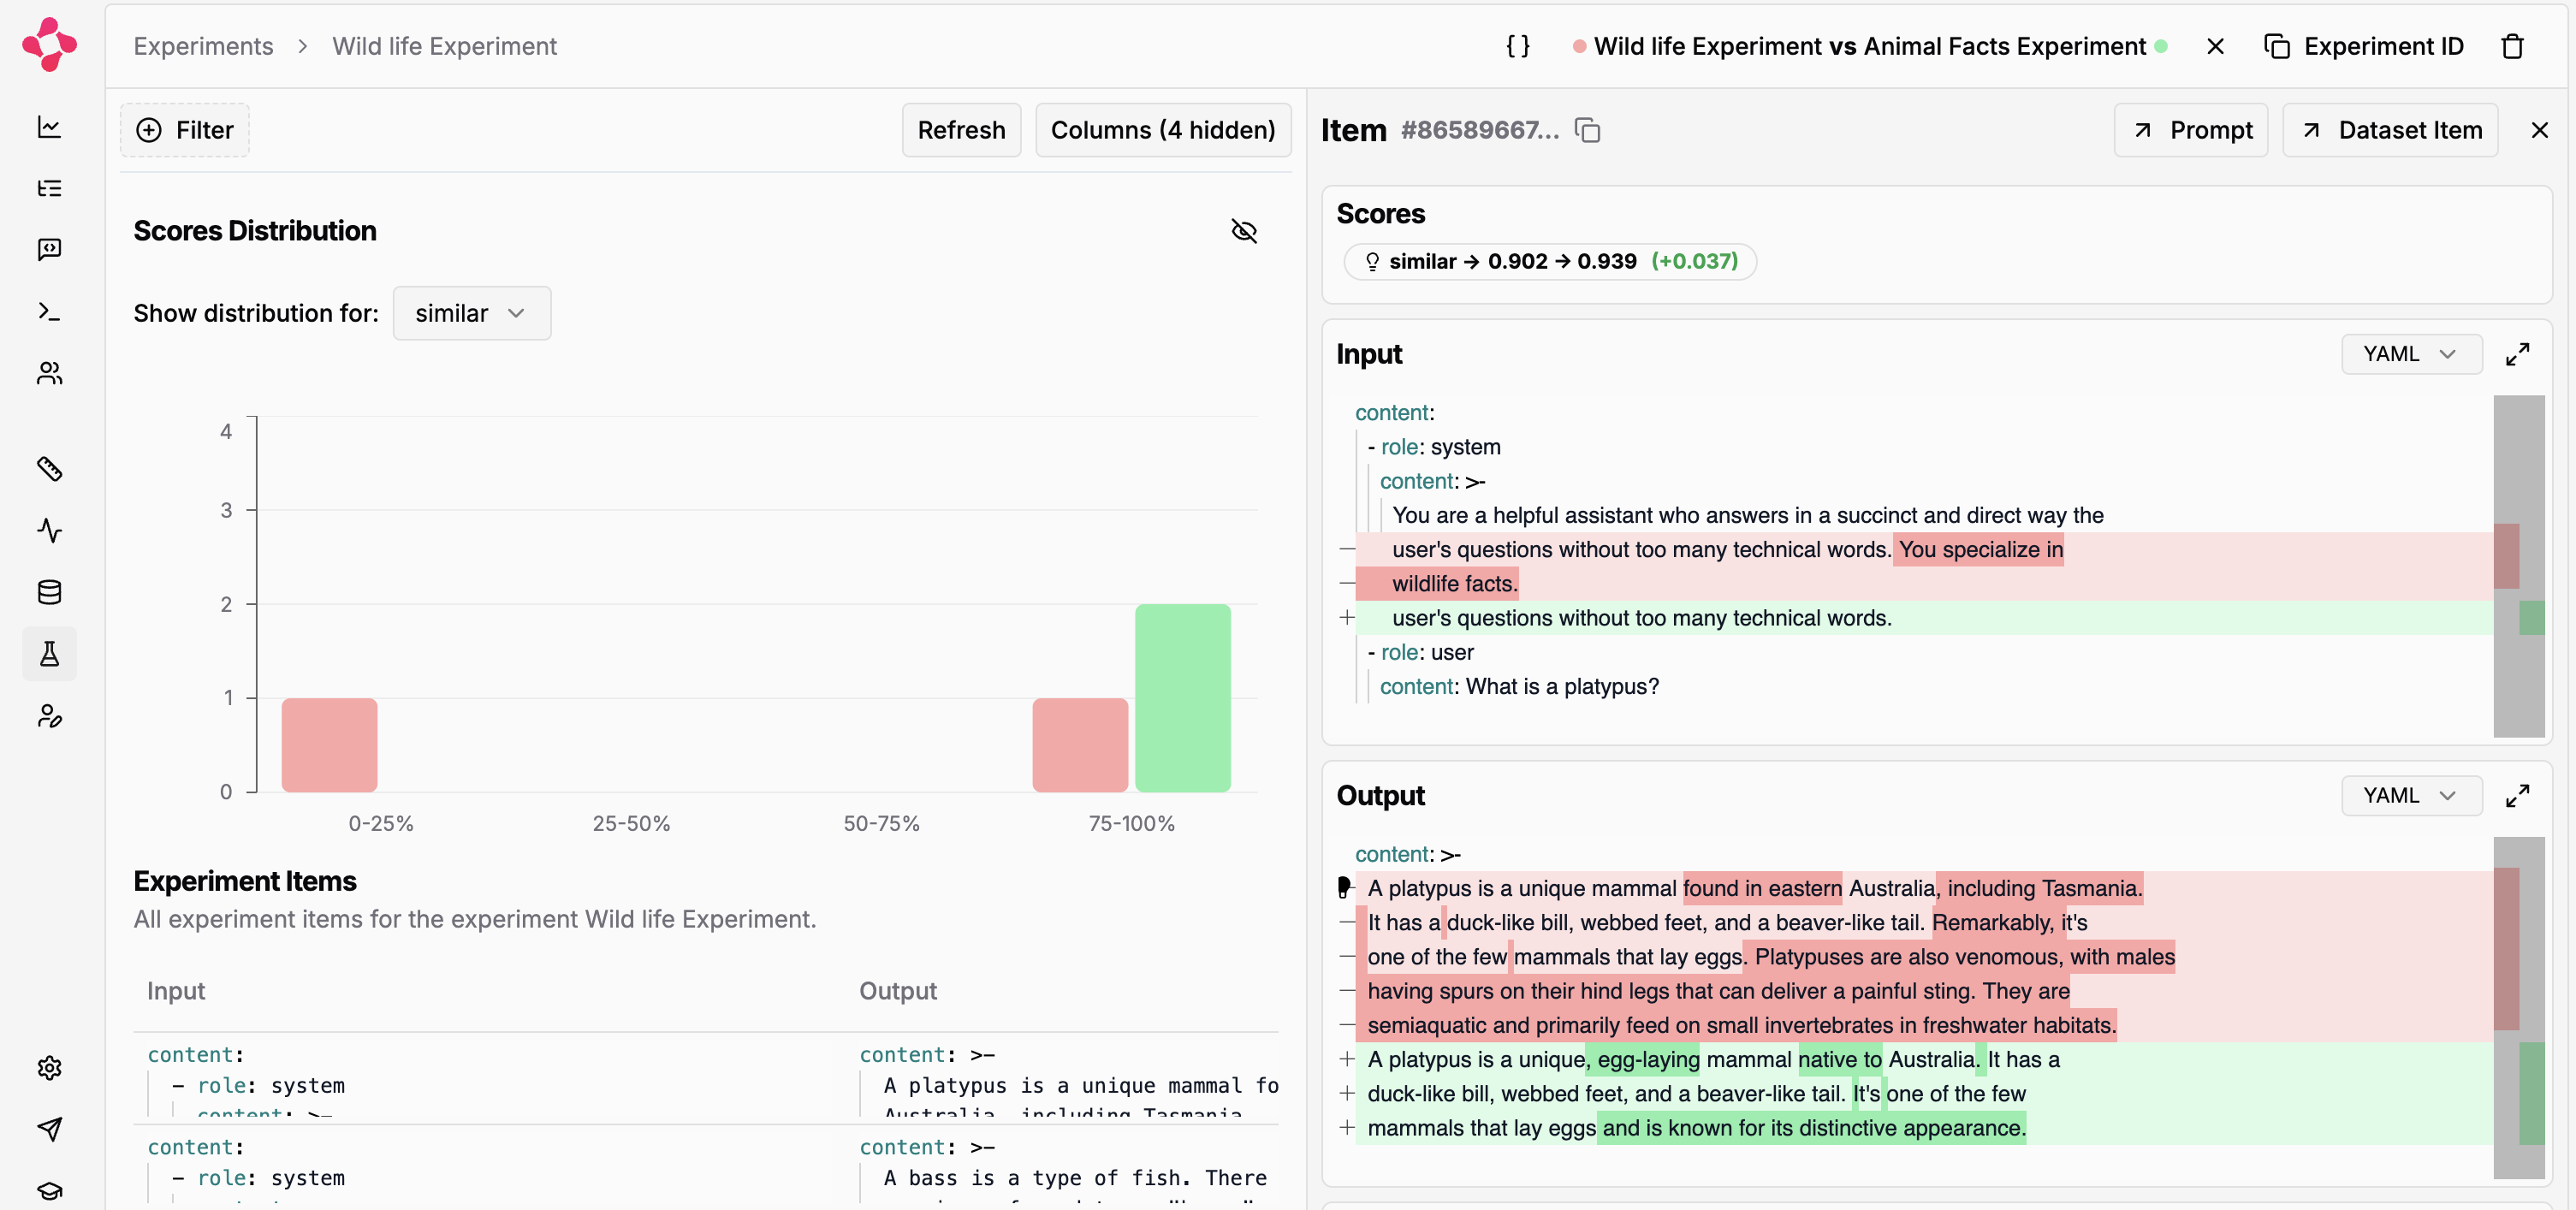 Experiments > Wild life Experiment
{ } Wild life Experiment vs Animal Facts Experiment
Experiment ID
Filter
Refresh
Columns (4 hidden)
Scores Distribution
Show distribution for: similar
4
3
2
1
0
0-25% 25-50% 50-75% 75-100%
Experiment Items
All experiment items for the experiment Wild life Experiment.
Input Output
content:
- role: system
content: >-
content: >-
A platypus is a unique mammal fo
Australia, including Tasmania.
content:
- role: system
content: >-
A bass is a type of fish. There
Item #86589667...
Prompt
Dataset Item
Scores
similar → 0.902 → 0.939 (+0.037)
Input
YAML
content:
- role: system
content: >-
You are a helpful assistant who answers in a succinct and direct way the
— user's questions without too many technical words. You specialize in
— wildlife facts.
+ user's questions without too many technical words.
- role: user
content: What is a platypus?
Output
YAML
content: >-
A platypus is a unique mammal found in eastern Australia, including Tasmania.
— It has a duck-like bill, webbed feet, and a beaver-like tail. Remarkably, it's
— one of the few mammals that lay eggs. Platypuses are also venomous, with males
— having spurs on their hind legs that can deliver a painful sting. They are
— semiaquatic and primarily feed on small invertebrates in freshwater habitats.
+ A platypus is a unique, egg-laying mammal native to Australia. It has a
+ duck-like bill, webbed feet, and a beaver-like tail. It's one of the few
+ mammals that lay eggs and is known for its distinctive appearance.